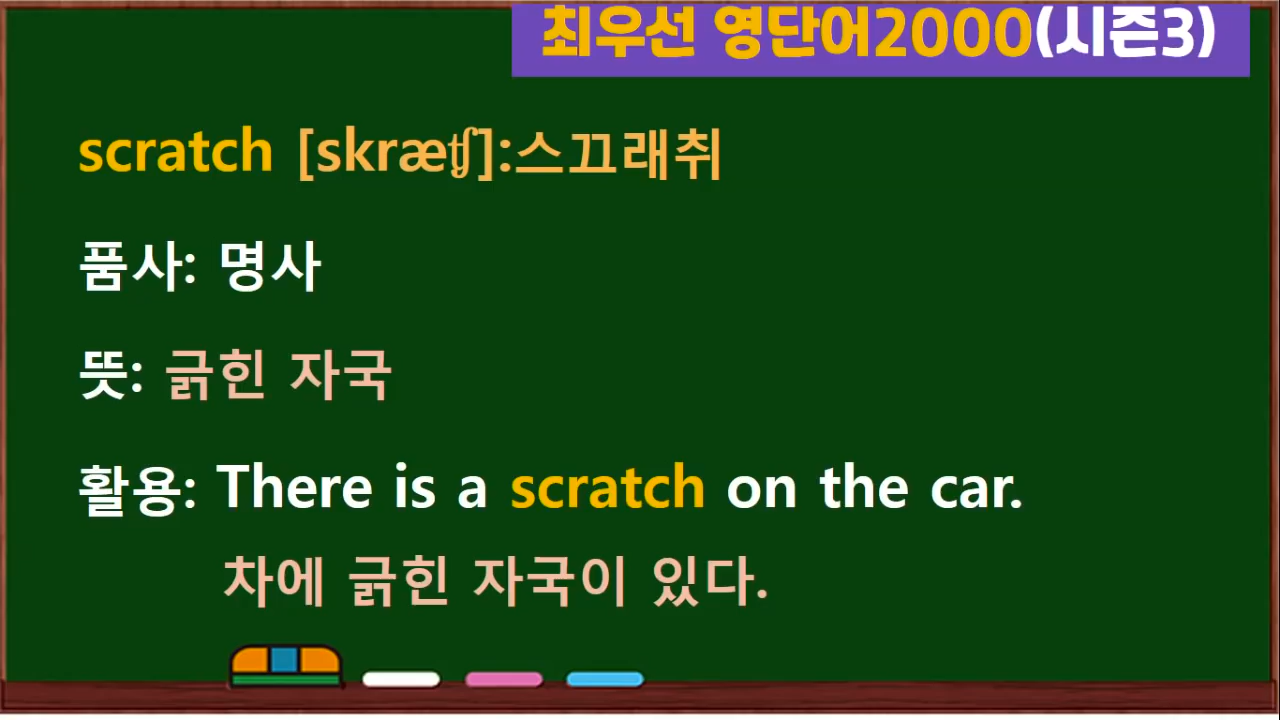 최우선 영단어2000(시즌3)
scratch [skræʧ]:스끄래취
품사: 명사
뜻: 긁힌 자국
활용: There is a scratch on the car.
차에 긁힌 자국이 있다.